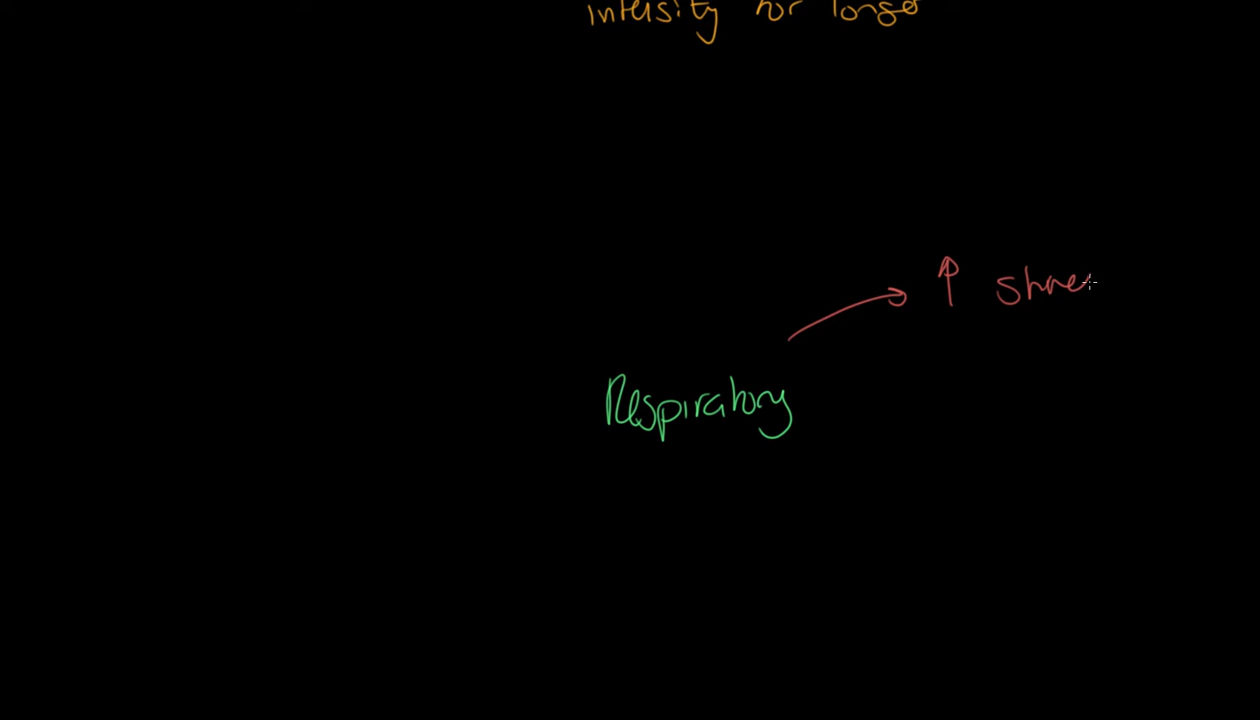 intensity for longer
↑ stre
Respiratory